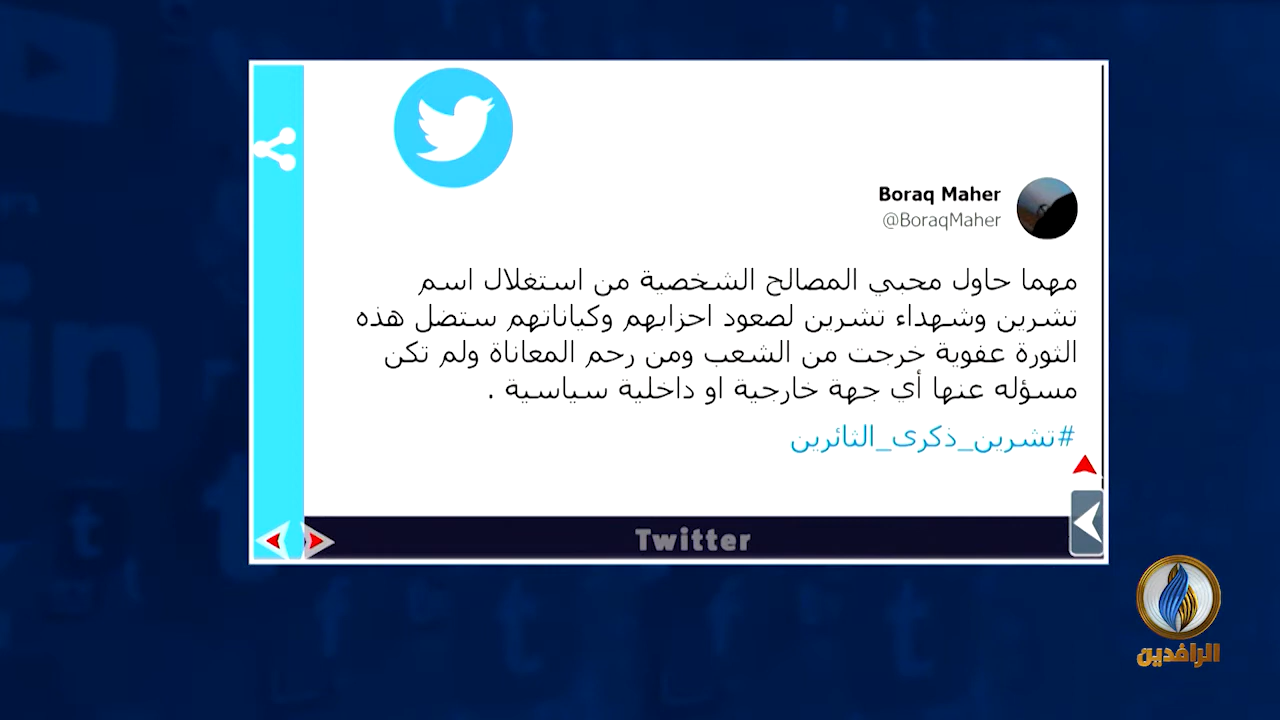 Boraq Maher
@BoraqMaher
مهما حاول محبي المصالح الشخصية من استغلال اسم
تشرين وشهداء تشرين لصعود احزابهم وكياناتهم ستضل هذه
الثورة عفوية خرجت من الشعب ومن رحم المعاناة ولم تكن
مسؤله عنها أي جهة خارجية او داخلية سياسية .
#تشرين_ذكرى_الثائرين
Twitter
الرافدين